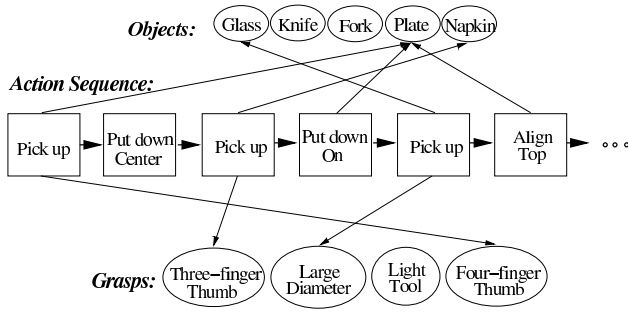 Objects: Glass Knife Fork Plate Napkin
Action Sequence:
Pick up
Put down
Center
Pick up
Put down
On
Pick up
Align
Top
Grasps:
Three-finger
Thumb
Large
Diameter
Light
Tool
Four-finger
Thumb